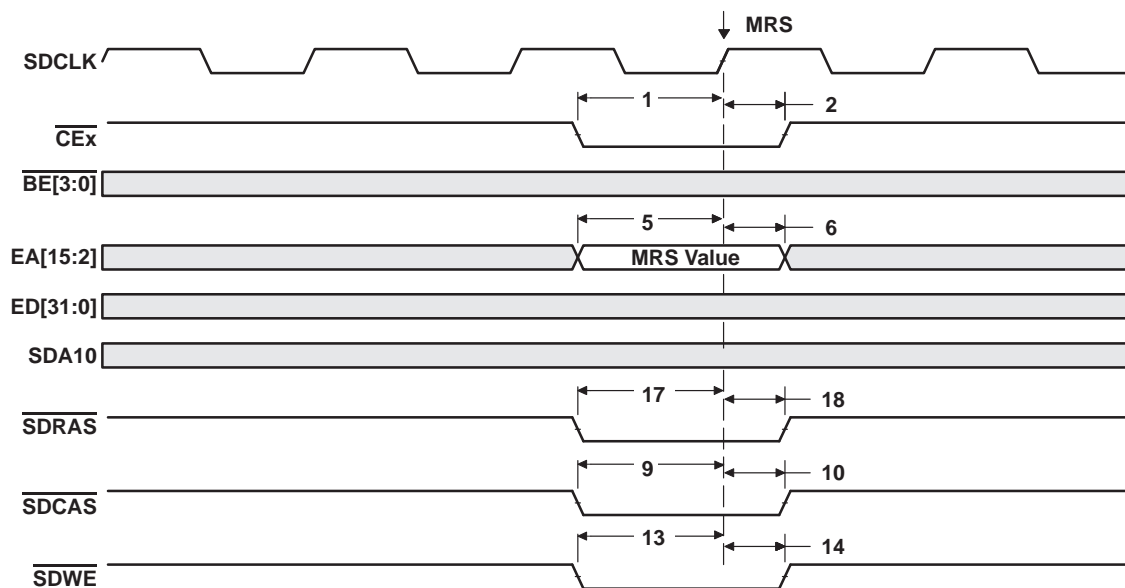 MRS
SDCLK
1 2
CEx
BE[3:0]
5 6
EA[15:2] MRS Value
ED[31:0]
SDA10
17 18
SDRAS
9 10
SDCAS
13 14
SDWE